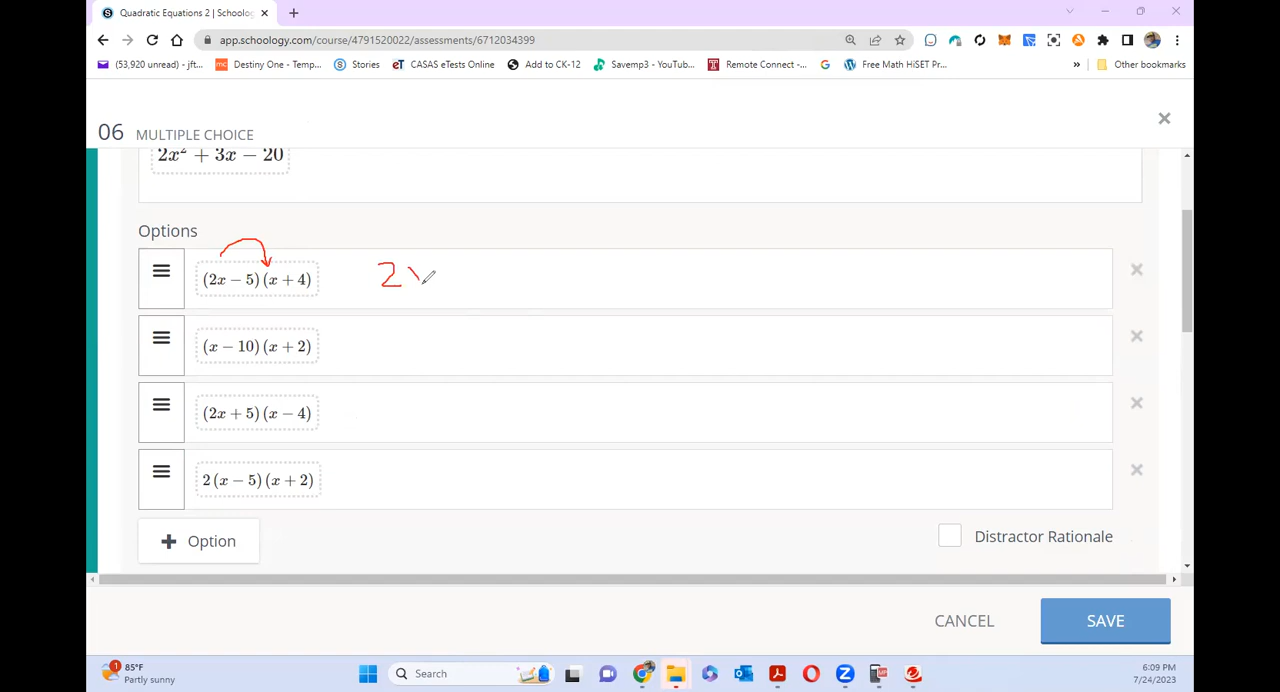 Quadratic Equations 2 | Schoolog
app.schoology.com/course/4791520022/assessments/6712034399
(53,920 unread) - jft... Destiny One - Temp... Stories CASAS eTests Online Add to CK-12 Savemp3 - YouTub... Remote Connect -... Free Math HiSET Pr... » Other bookmarks
06 MULTIPLE CHOICE
2x² + 3x − 20
Options
(2x − 5)(x + 4) 2x
(x − 10)(x + 2)
(2x + 5)(x − 4)
2(x − 5)(x + 2)
+ Option
Distractor Rationale
CANCEL SAVE
85°F
Partly sunny
Search
6:09 PM
7/24/2023